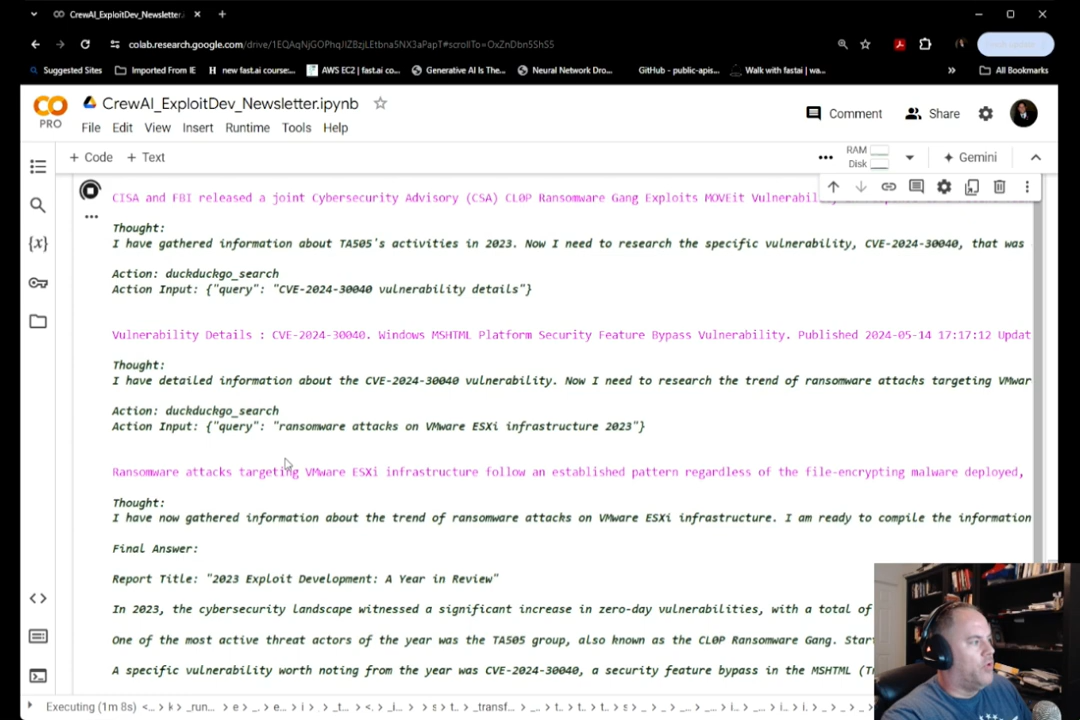 CrewAI_ExploitDev_Newsletter.
colab.research.google.com/drive/1EQAqNjGOPhqJIZBzjLEtbna5NX3aPapT#scrollTo=OxZnDbn5ShS5
Suggested Sites
Imported From IE
new fast.ai course:...
AWS EC2 | fast.ai co...
Generative AI Is The...
Neural Network Dro...
GitHub - public-apis...
Walk with fastai | wa...
»
All Bookmarks
CO
PRO
CrewAI_ExploitDev_Newsletter.ipynb
Comment
Share
File Edit View Insert Runtime Tools Help
+ Code + Text
RAM
Disk
Gemini
CISA and FBI released a joint Cybersecurity Advisory (CSA) CL0P Ransomware Gang Exploits MOVEit
Thought:
I have gathered information about TA505's activities in 2023. Now I need to research the specific vulnerability, CVE-2024-30040, that was
Action: duckduckgo_search
Action Input: {"query": "CVE-2024-30040 vulnerability details"}
Vulnerability Details : CVE-2024-30040. Windows MSHTML Platform Security Feature Bypass Vulnerability. Published 2024-05-14 17:17:12 Updat
Thought:
I have detailed information about the CVE-2024-30040 vulnerability. Now I need to research the trend of ransomware attacks targeting VMwar
Action: duckduckgo_search
Action Input: {"query": "ransomware attacks on VMware ESXi infrastructure 2023"}
Ransomware attacks targeting VMware ESXi infrastructure follow an established pattern regardless of the file-encrypting malware deployed,
Thought:
I have now gathered information about the trend of ransomware attacks on VMware ESXi infrastructure. I am ready to compile the information
Final Answer:
Report Title: "2023 Exploit Development: A Year in Review"
In 2023, the cybersecurity landscape witnessed a significant increase in zero-day vulnerabilities, with a total of
One of the most active threat actors of the year was the TA505 group, also known as the CL0P Ransomware Gang. Star
A specific vulnerability worth noting from the year was CVE-2024-30040, a security feature bypass in the MSHTML (T
Executing (1m 8s)